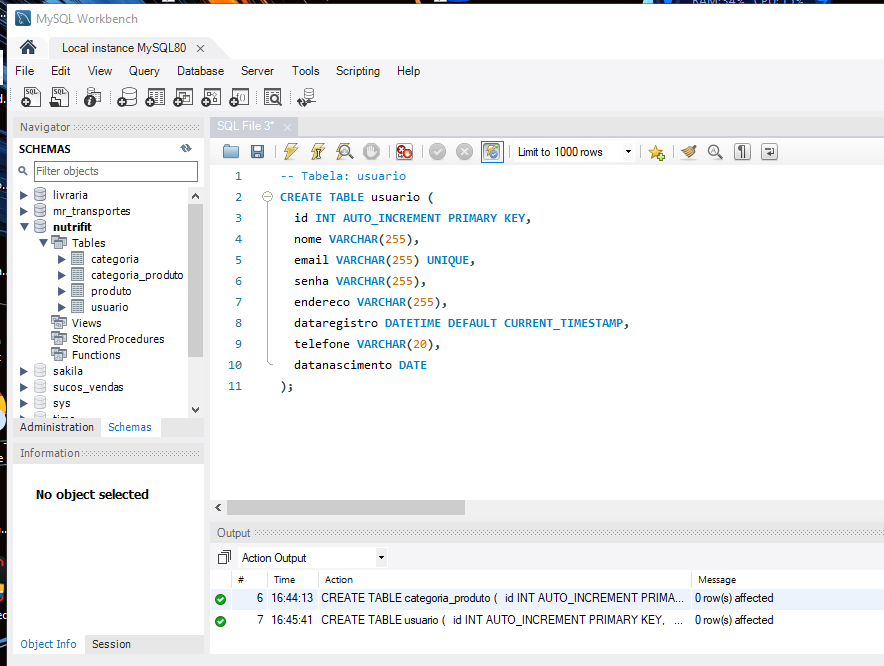 MySQL Workbench
Local instance MySQL80
File Edit View Query Database Server Tools Scripting Help
Navigator
SCHEMAS
Filter objects
livraria
mr_transportes
nutrifit
Tables
categoria
categoria_produto
produto
usuario
Views
Stored Procedures
Functions
sakila
sucos_vendas
sys
Administration Schemas
Information
No object selected
Object Info Session
SQL File 3*
Limit to 1000 rows
1 -- Tabela: usuario
2 CREATE TABLE usuario (
3 id INT AUTO_INCREMENT PRIMARY KEY,
4 nome VARCHAR(255),
5 email VARCHAR(255) UNIQUE,
6 senha VARCHAR(255),
7 endereco VARCHAR(255),
8 dataregistro DATETIME DEFAULT CURRENT_TIMESTAMP,
9 telefone VARCHAR(20),
10 datanascimento DATE
11 );
Output
Action Output
# Time Action Message
6 16:44:13 CREATE TABLE categoria_produto ( id INT AUTO_INCREMENT PRIMA... 0 row(s) affected
7 16:45:41 CREATE TABLE usuario ( id INT AUTO_INCREMENT PRIMARY KEY, ... 0 row(s) affected